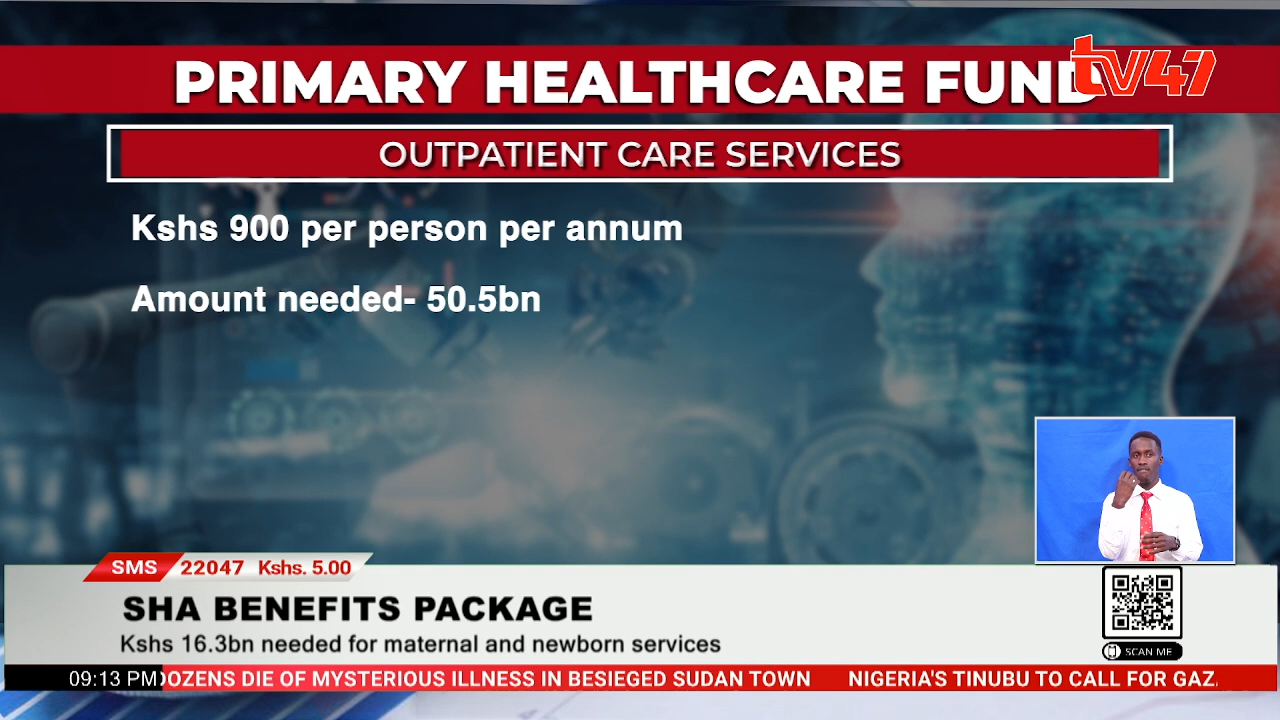 PRIMARY HEALTHCARE FUND
tv47
OUTPATIENT CARE SERVICES
Kshs 900 per person per annum
Amount needed- 50.5bn
SMS 22047 Kshs. 5.00
SHA BENEFITS PACKAGE
Kshs 16.3bn needed for maternal and newborn services
SCAN ME
09:13 PM OZENS DIE OF MYSTERIOUS ILLNESS IN BESIEGED SUDAN TOWN NIGERIA'S TINUBU TO CALL FOR GAZ